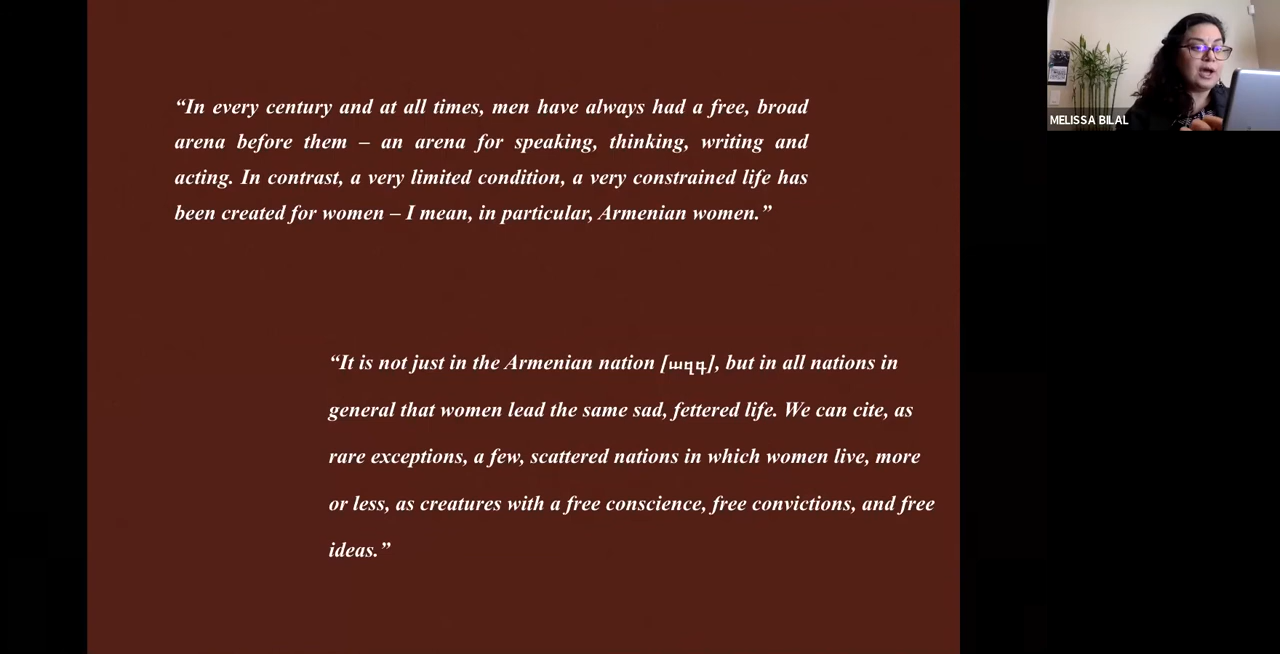 “In every century and at all times, men have always had a free, broad
arena before them – an arena for speaking, thinking, writing and
acting. In contrast, a very limited condition, a very constrained life has
been created for women – I mean, in particular, Armenian women.”
“It is not just in the Armenian nation [ազգ], but in all nations in
general that women lead the same sad, fettered life. We can cite, as
rare exceptions, a few, scattered nations in which women live, more
or less, as creatures with a free conscience, free convictions, and free
ideas.”
MELISSA BILAL